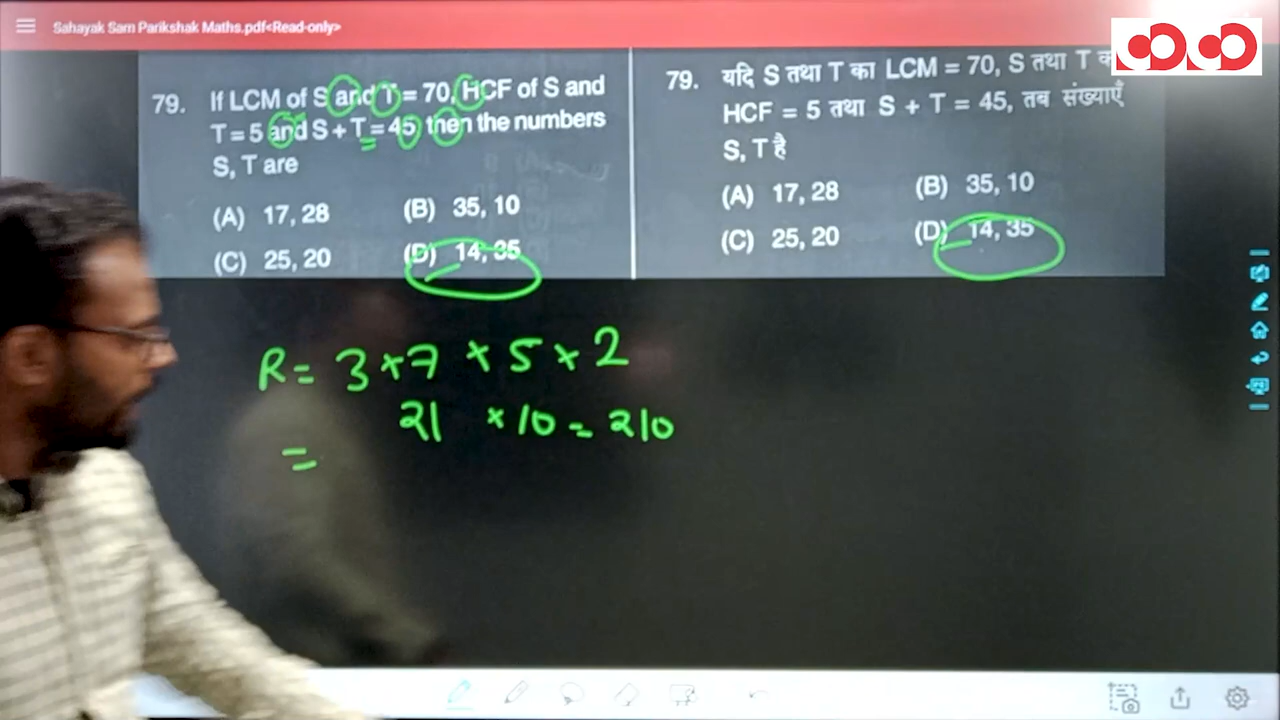 Sahayak Sam Parikshak Maths.pdf<Read-only>
79. If LCM of S and T = 70, HCF of S and
T = 5 and S + T = 45, then the numbers
S, T are
(A) 17, 28 (B) 35, 10
(C) 25, 20 (D) 14, 35
79. यदि S तथा T का LCM = 70, S तथा T
HCF = 5 तथा S + T = 45, तब संख्याएँ
S, T है
(A) 17, 28 (B) 35, 10
(C) 25, 20 (D) 14, 35
R = 3 × 7 × 5 × 2
21 × 10 = 210
=